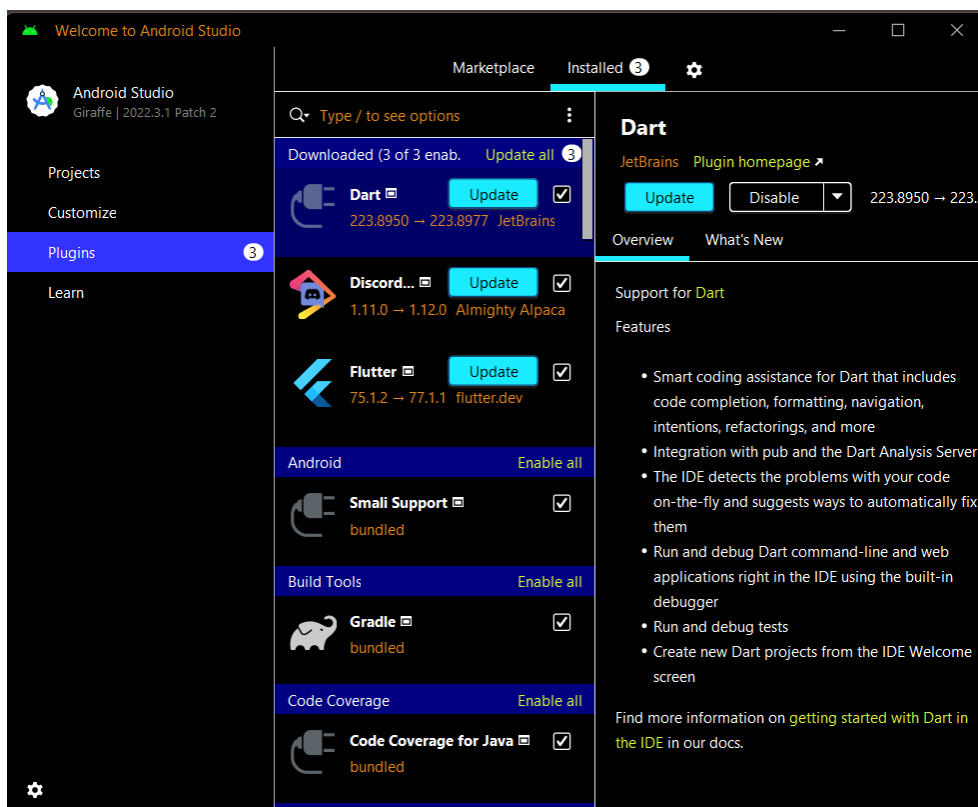 Welcome to Android Studio
Android Studio
Giraffe | 2022.3.1 Patch 2
Projects
Customize
Plugins 3
Learn
Marketplace Installed 3
Type / to see options
Downloaded (3 of 3 enab. Update all 3
Dart Update
223.8950 → 223.8977 JetBrains
Discord... Update
1.11.0 → 1.12.0 Almighty Alpaca
Flutter Update
75.1.2 → 77.1.1 flutter.dev
Android Enable all
Smali Support
bundled
Build Tools Enable all
Gradle
bundled
Code Coverage Enable all
Code Coverage for Java
bundled
Dart
JetBrains Plugin homepage ↗
Update Disable 223.8950 → 223.
Overview What's New
Support for Dart
Features
• Smart coding assistance for Dart that includes
code completion, formatting, navigation,
intentions, refactorings, and more
• Integration with pub and the Dart Analysis Server
• The IDE detects the problems with your code
on-the-fly and suggests ways to automatically fix
them
• Run and debug Dart command-line and web
applications right in the IDE using the built-in
debugger
• Run and debug tests
• Create new Dart projects from the IDE Welcome
screen
Find more information on getting started with Dart in
the IDE in our docs.